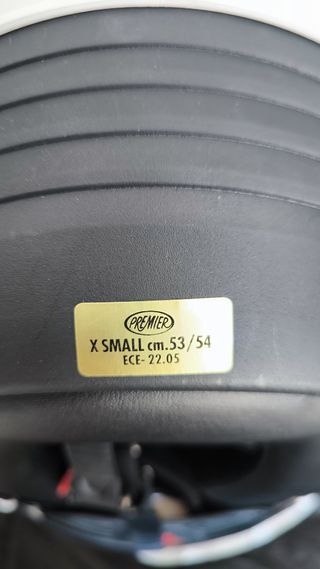 PREMIER
X SMALL cm.53/54
ECE- 22.05